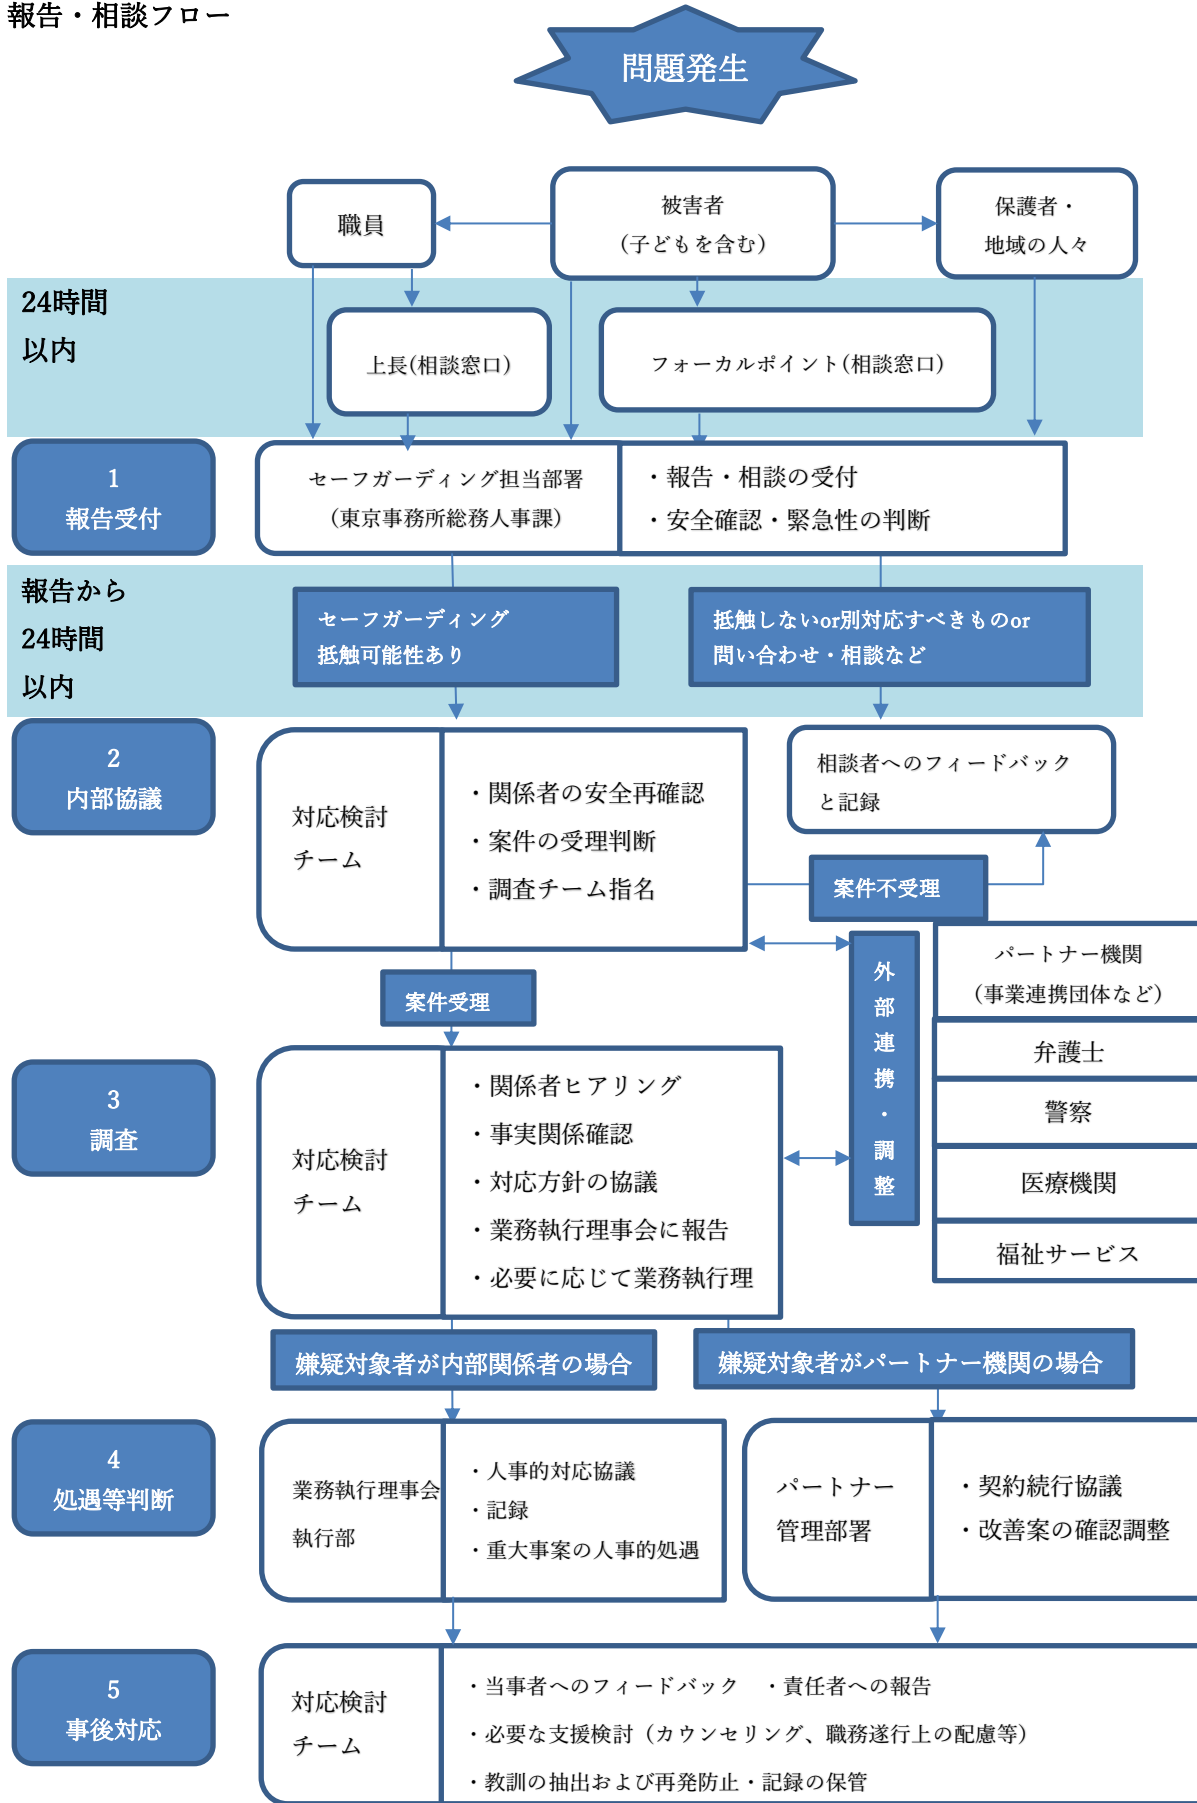 報告・相談フロー
問題発生
職員
被害者
（子どもを含む）
保護者・
地域の人々
24時間
以内
上長(相談窓口)
フォーカルポイント(相談窓口)
1
報告受付
セーフガーディング担当部署
（東京事務所総務人事課）
・報告・相談の受付
・安全確認・緊急性の判断
報告から
24時間
以内
セーフガーディング
抵触可能性あり
抵触しないor別対応すべきものor
問い合わせ・相談など
2
内部協議
対応検討
チーム
・関係者の安全再確認
・案件の受理判断
・調査チーム指名
相談者へのフィードバック
と記録
案件不受理
案件受理
外部連携・調整
パートナー機関
（事業連携団体など）
弁護士
警察
医療機関
福祉サービス
3
調査
対応検討
チーム
・関係者ヒアリング
・事実関係確認
・対応方針の協議
・業務執行理事会に報告
・必要に応じて業務執行理
嫌疑対象者が内部関係者の場合
嫌疑対象者がパートナー機関の場合
4
処遇等判断
業務執行理事会
執行部
・人事的対応協議
・記録
・重大事案の人事的処遇
パートナー
管理部署
・契約続行協議
・改善案の確認調整
5
事後対応
対応検討
チーム
・当事者へのフィードバック　・責任者への報告
・必要な支援検討（カウンセリング、職務遂行上の配慮等）
・教訓の抽出および再発防止・記録の保管